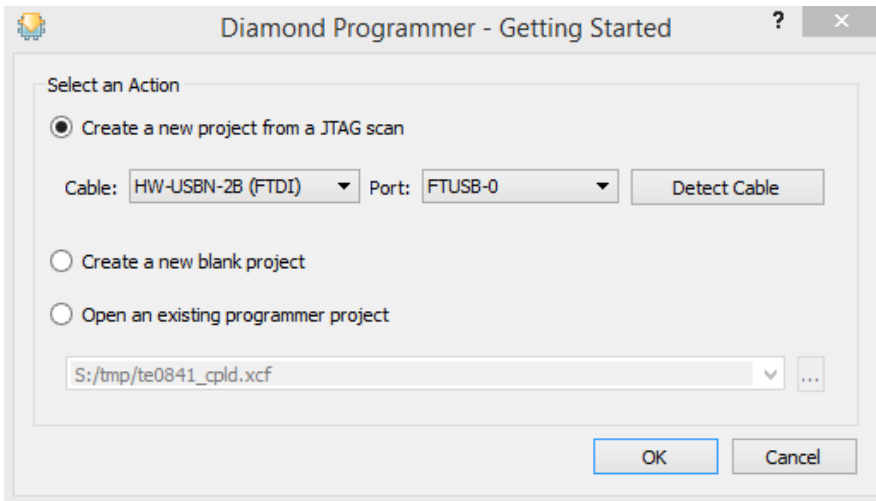 Diamond Programmer - Getting Started ? ×
Select an Action
Create a new project from a JTAG scan
Cable: HW-USBN-2B (FTDI) Port: FTUSB-0 Detect Cable
Create a new blank project
Open an existing programmer project
S:/tmp/te0841_cpld.xcf ...
OK Cancel